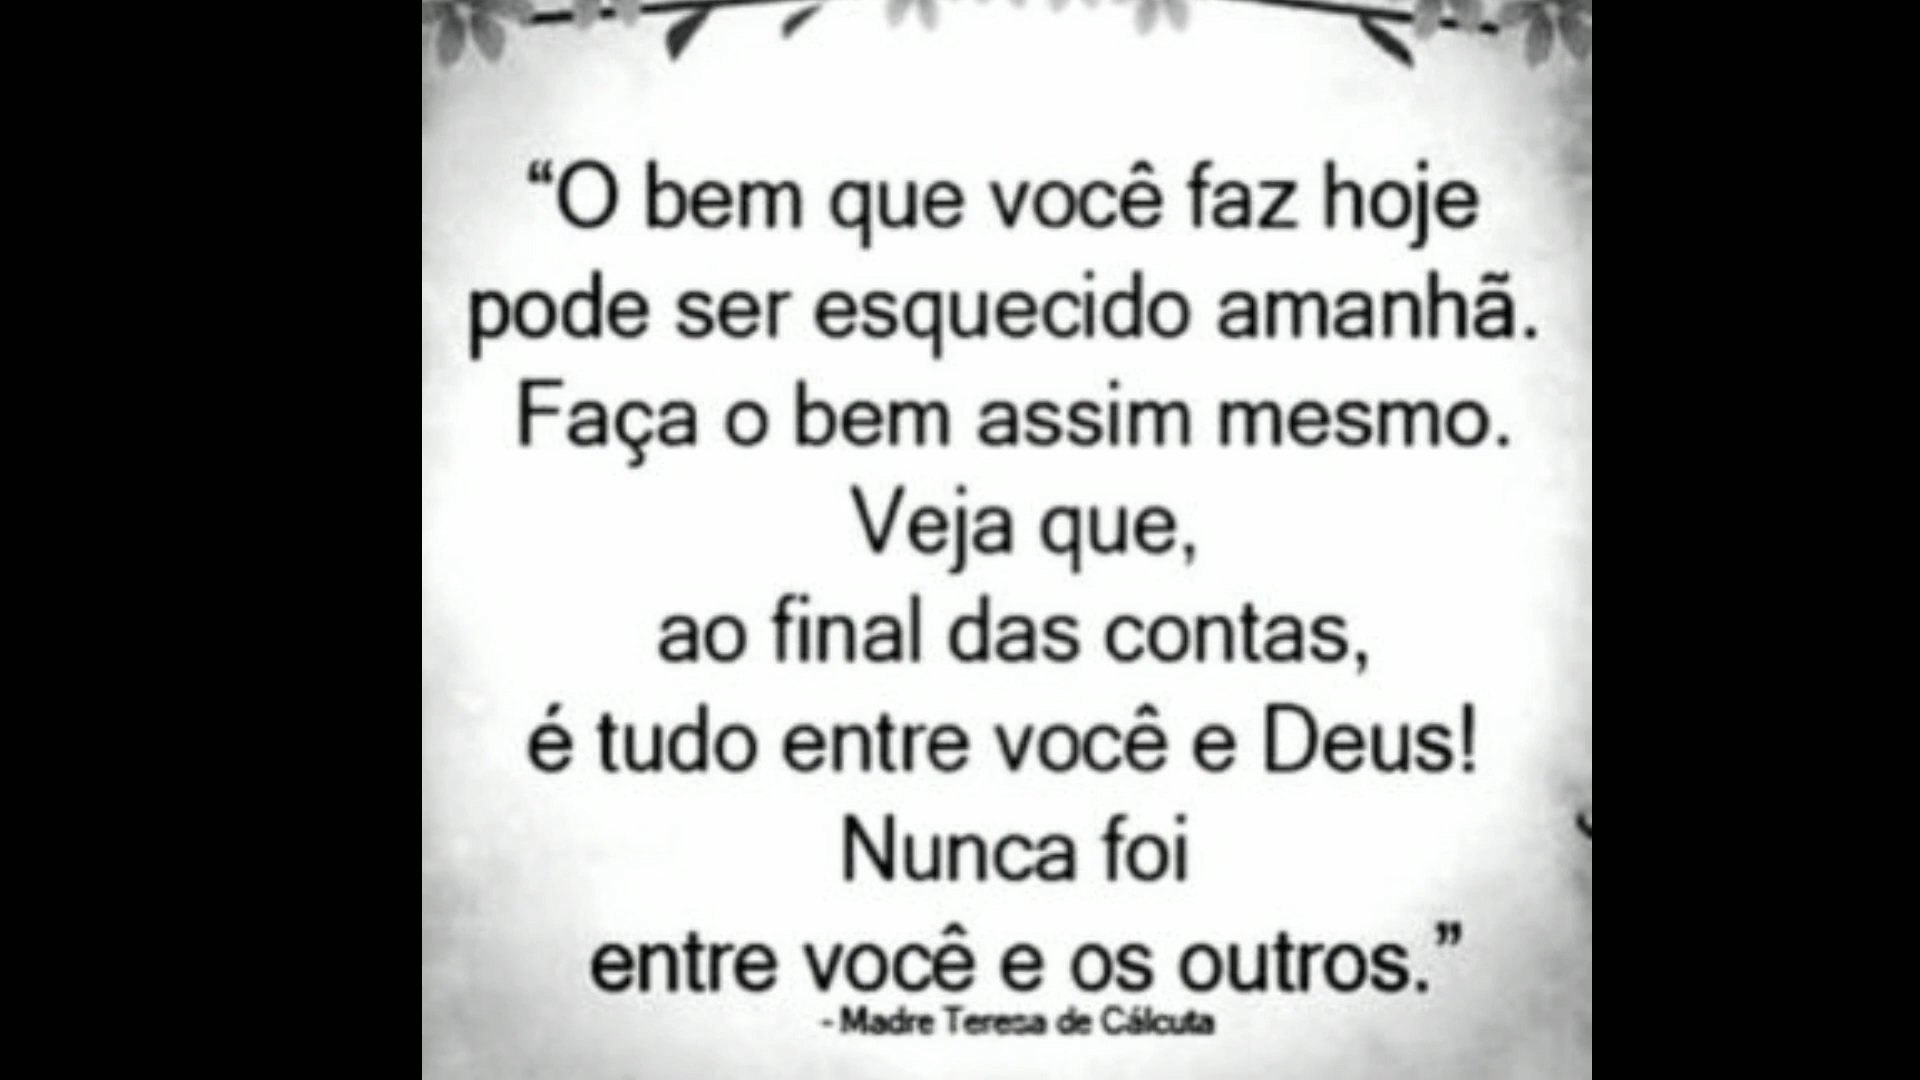 “O bem que você faz hoje
pode ser esquecido amanhã.
Faça o bem assim mesmo.
Veja que,
ao final das contas,
é tudo entre você e Deus!
Nunca foi
entre você e os outros.”
- Madre Teresa de Cálcuta